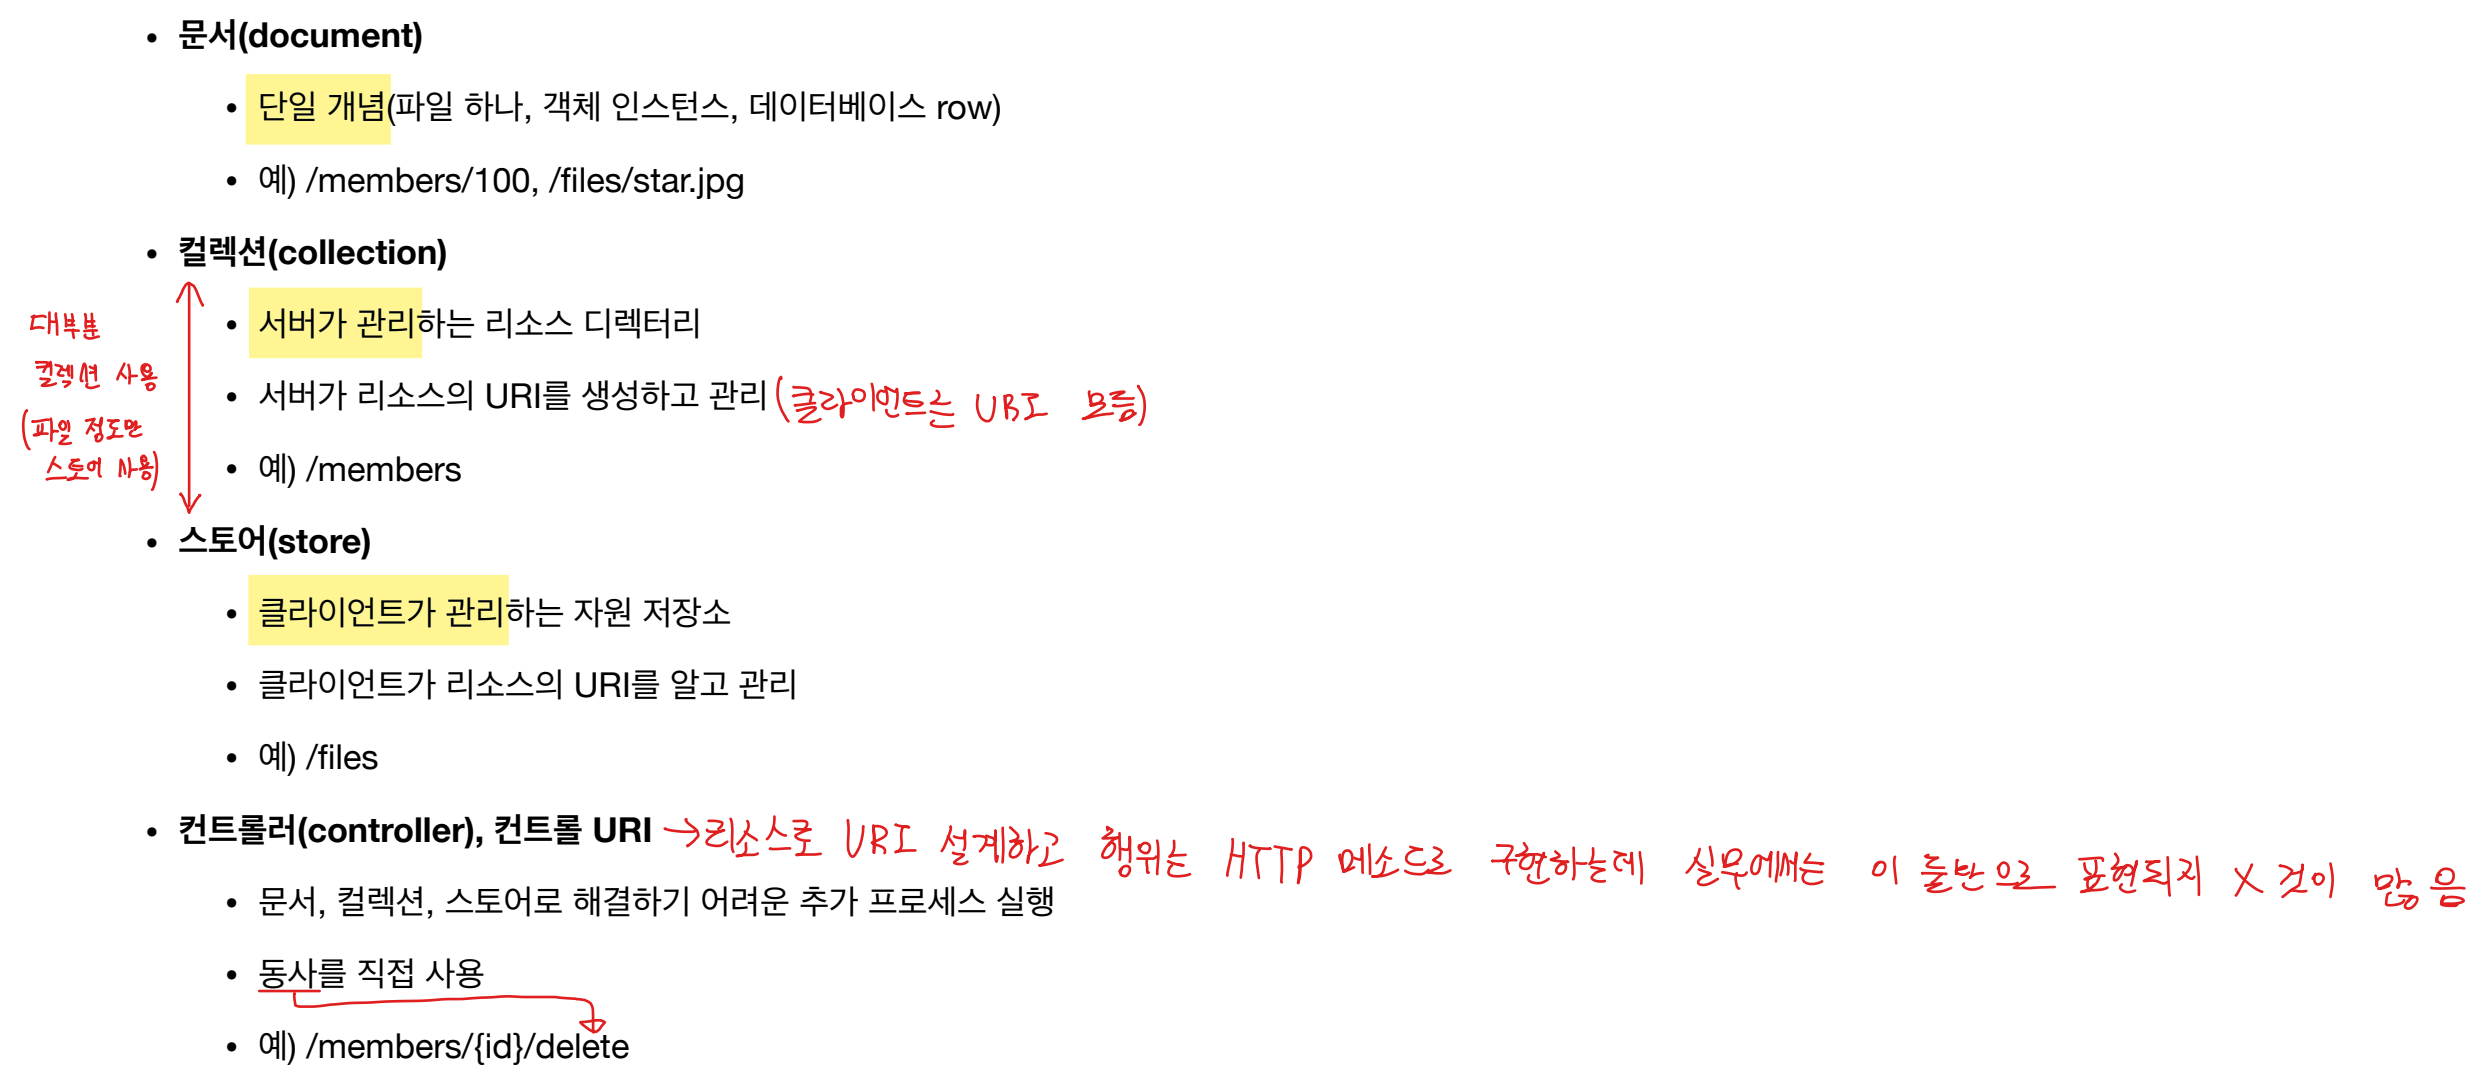 • 문서(document)
• 단일 개념(파일 하나, 객체 인스턴스, 데이터베이스 row)
• 예) /members/100, /files/star.jpg
• 컬렉션(collection)
• 서버가 관리하는 리소스 디렉터리
• 서버가 리소스의 URI를 생성하고 관리 (클라이언트는 URI 모름)
• 예) /members
대부분
컬렉션 사용
(파일 정도만
스토어 사용)
• 스토어(store)
• 클라이언트가 관리하는 자원 저장소
• 클라이언트가 리소스의 URI를 알고 관리
• 예) /files
• 컨트롤러(controller), 컨트롤 URI → 리소스로 URI 설계하고 행위는 HTTP 메소드로 구현하는데 실무에서는 이 둘만으로 표현되지 X 것이 많음
• 문서, 컬렉션, 스토어로 해결하기 어려운 추가 프로세스 실행
• 동사를 직접 사용
• 예) /members/{id}/delete